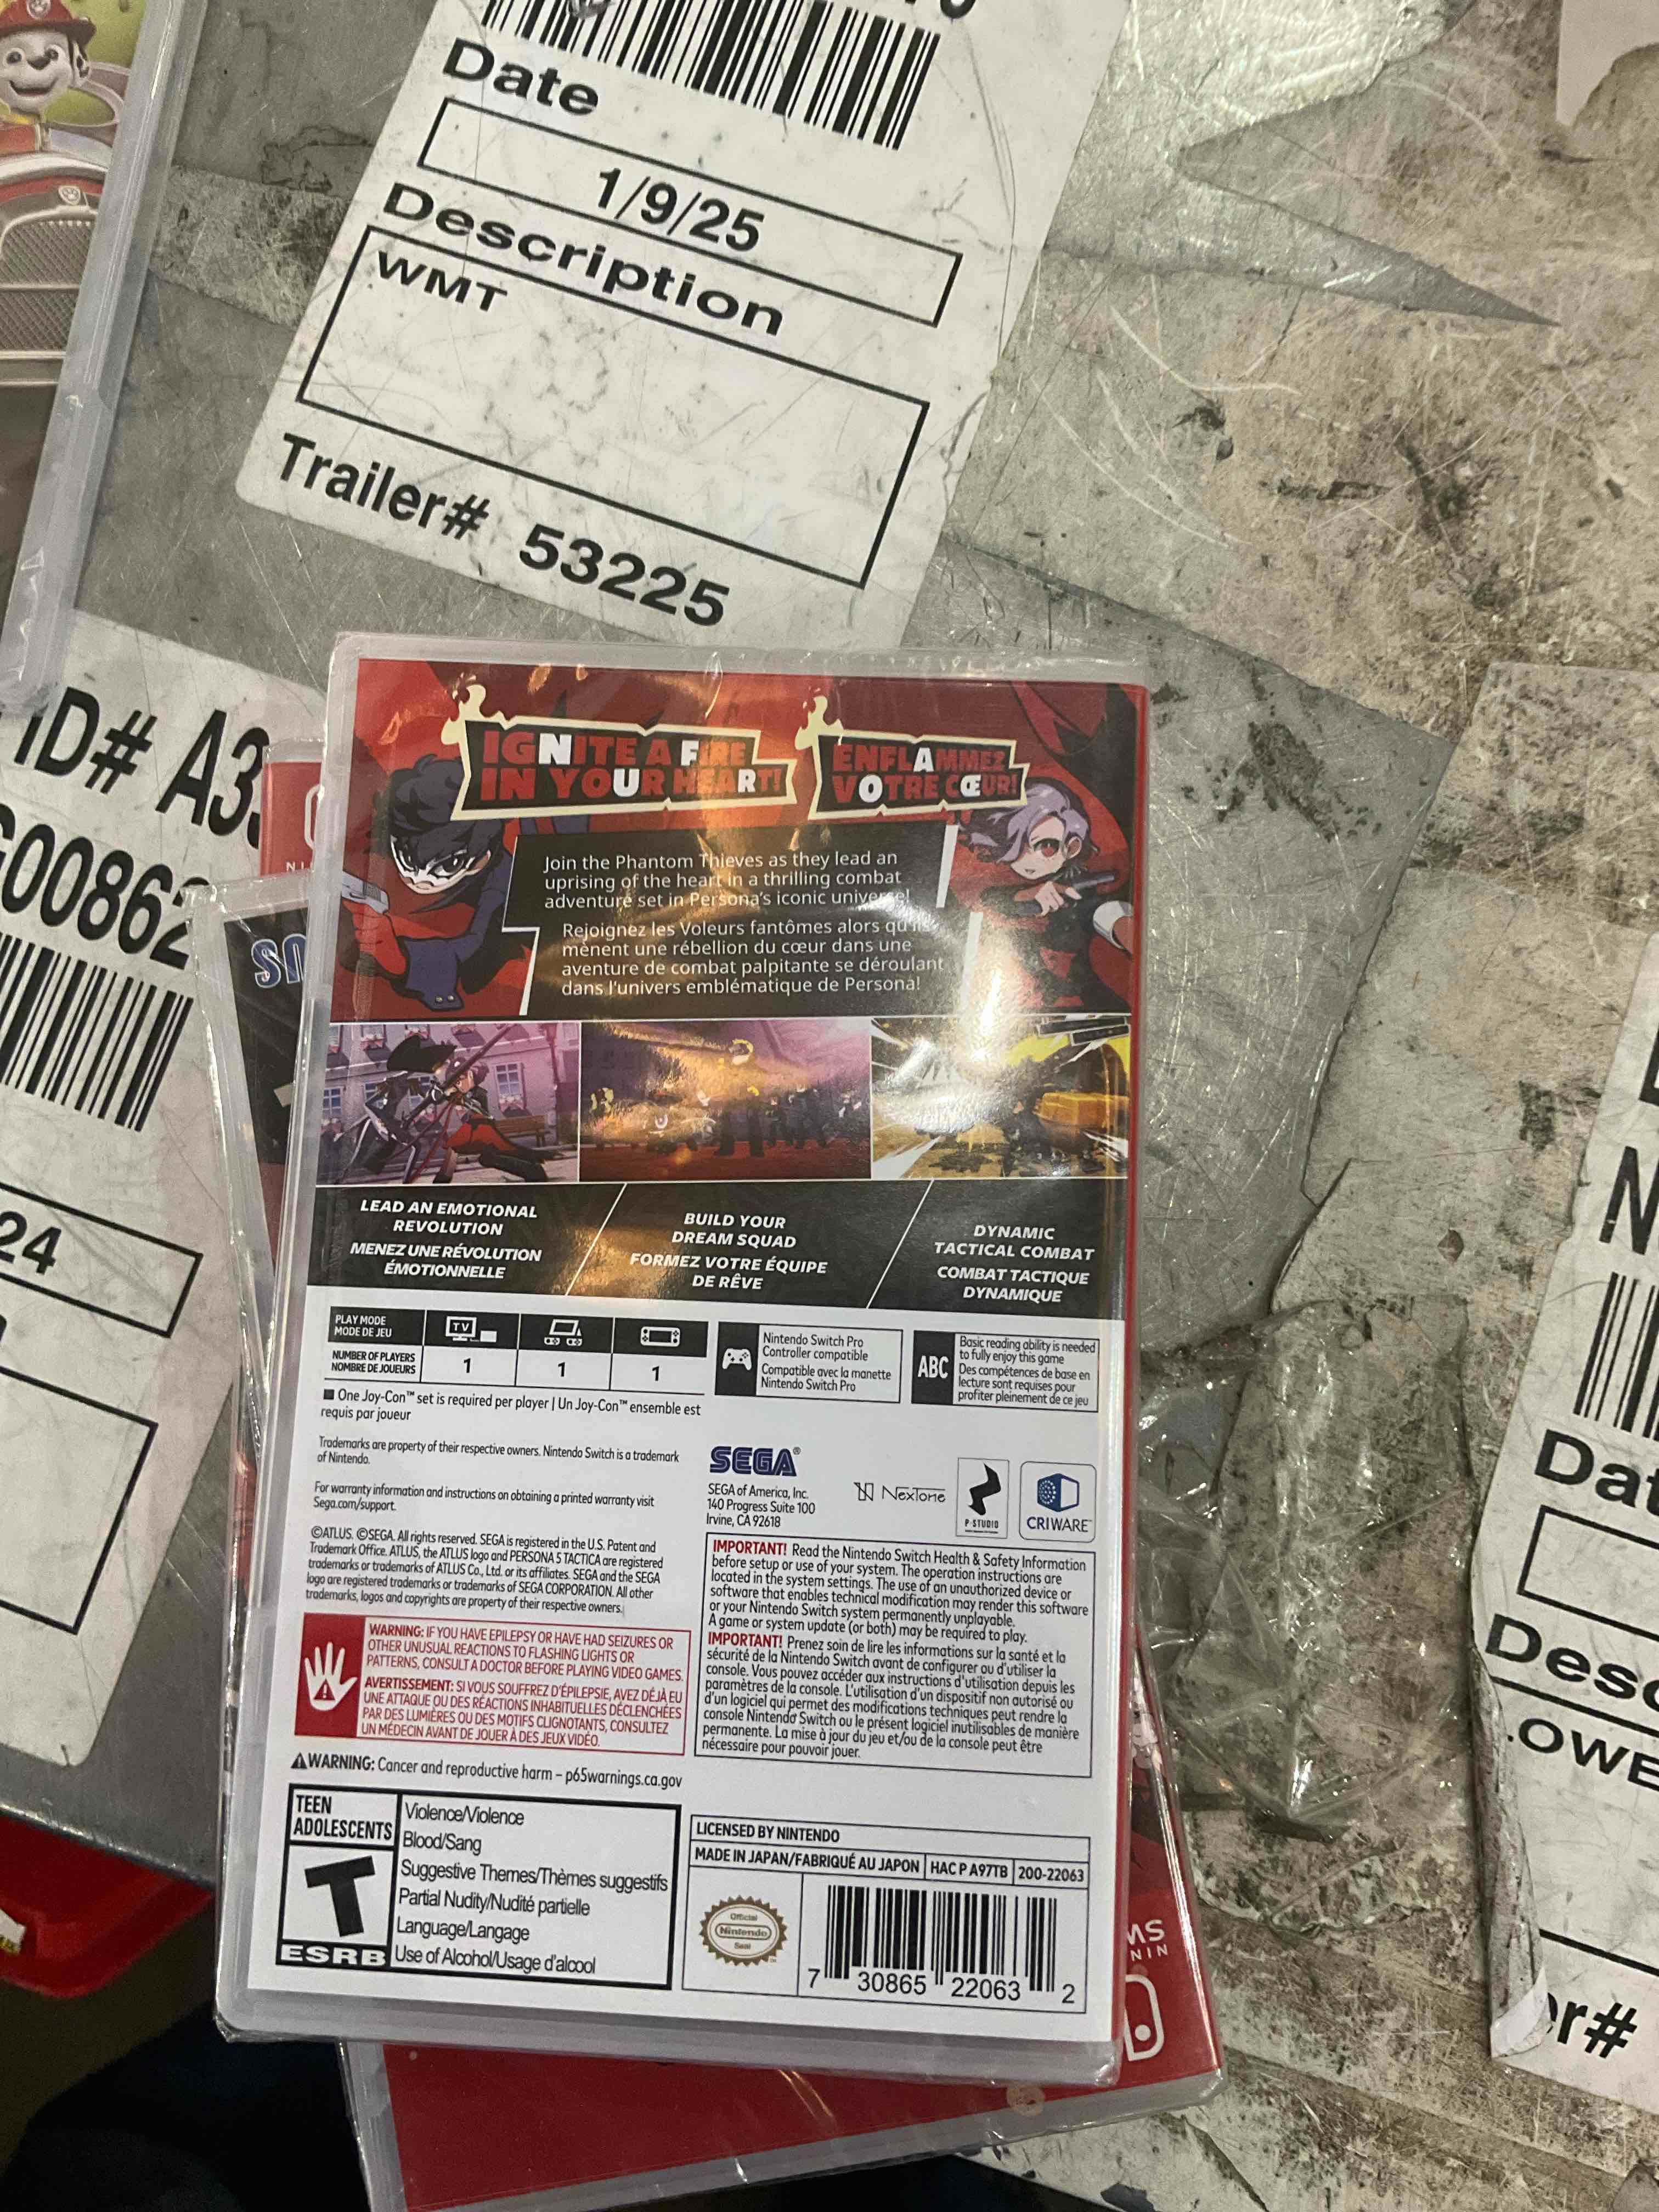 Date
1/9/25
Description
WMT
Trailer# 53225
ID# A3
00862
24
SU
IGNITE A FIRE
IN YOUR HEART!
ENFLAMMEZ
VOTRE CŒUR!
Join the Phantom Thieves as they lead an
uprising of the heart in a thrilling combat
adventure set in Persona's iconic universe!
Rejoignez les Voleurs fantômes alors qu'ils
mènent une rébellion du cœur dans une
aventure de combat palpitante se déroulant
dans l'univers emblématique de Persona!
LEAD AN EMOTIONAL
REVOLUTION
MENEZ UNE RÉVOLUTION
ÉMOTIONNELLE
BUILD YOUR
DREAM SQUAD
FORMEZ VOTRE ÉQUIPE
DE RÊVE
DYNAMIC
TACTICAL COMBAT
COMBAT TACTIQUE
DYNAMIQUE
PLAY MODE
MODE DE JEU
TV
NUMBER OF PLAYERS
NOMBRE DE JOUEURS
1 1 1
Nintendo Switch Pro
Controller compatible
Compatible avec la manette
Nintendo Switch Pro
ABC
Basic reading ability is needed
to fully enjoy this game
Des compétences de base en
lecture sont requises pour
profiter pleinement de ce jeu
One Joy-Con™ set is required per player | Un Joy-Con™ ensemble est
requis par joueur
Trademarks are property of their respective owners. Nintendo Switch is a trademark
of Nintendo.
For warranty information and instructions on obtaining a printed warranty visit
Sega.com/support.
©ATLUS. ©SEGA. All rights reserved. SEGA is registered in the U.S. Patent and
Trademark Office. ATLUS, the ATLUS logo and PERSONA 5 TACTICA are registered
trademarks or trademarks of ATLUS Co., Ltd. or its affiliates. SEGA and the SEGA
logo are registered trademarks or trademarks of SEGA CORPORATION. All other
trademarks, logos and copyrights are property of their respective owners.
SEGA®
SEGA of America, Inc.
140 Progress Suite 100
Irvine, CA 92618
NexTone
P-STUDIO
CRIWARE™
WARNING: IF YOU HAVE EPILEPSY OR HAVE HAD SEIZURES OR
OTHER UNUSUAL REACTIONS TO FLASHING LIGHTS OR
PATTERNS, CONSULT A DOCTOR BEFORE PLAYING VIDEO GAMES.
AVERTISSEMENT: SI VOUS SOUFFREZ D'ÉPILEPSIE, AVEZ DÉJÀ EU
UNE ATTAQUE OU DES RÉACTIONS INHABITUELLES DÉCLENCHÉES
PAR DES LUMIÈRES OU DES MOTIFS CLIGNOTANTS, CONSULTEZ
UN MÉDECIN AVANT DE JOUER À DES JEUX VIDÉO.
IMPORTANT! Read the Nintendo Switch Health & Safety Information
before setup or use of your system. The operation instructions are
located in the system settings. The use of an unauthorized device or
software that enables technical modification may render this software
or your Nintendo Switch system permanently unplayable.
A game or system update (or both) may be required to play.
IMPORTANT! Prenez soin de lire les informations sur la santé et la
sécurité de la Nintendo Switch avant de configurer ou d'utiliser la
console. Vous pouvez accéder aux instructions d'utilisation depuis les
paramètres de la console. L'utilisation d'un dispositif non autorisé ou
d'un logiciel qui permet des modifications techniques peut rendre la
console Nintendo Switch ou le présent logiciel inutilisables de manière
permanente. La mise à jour du jeu et/ou de la console peut être
nécessaire pour pouvoir jouer.
WARNING: Cancer and reproductive harm – p65warnings.ca.gov
TEEN
ADOLESCENTS
T
ESRB
Violence/Violence
Blood/Sang
Suggestive Themes/Thèmes suggestifs
Partial Nudity/Nudité partielle
Language/Langage
Use of Alcohol/Usage d'alcool
LICENSED BY NINTENDO
MADE IN JAPAN/FABRIQUÉ AU JAPON HAC P A97TB 200-22063
Official
Nintendo
Seal
7 30865 22063 2
MS
NIN
N
Dat
Desc
.OWE
er#